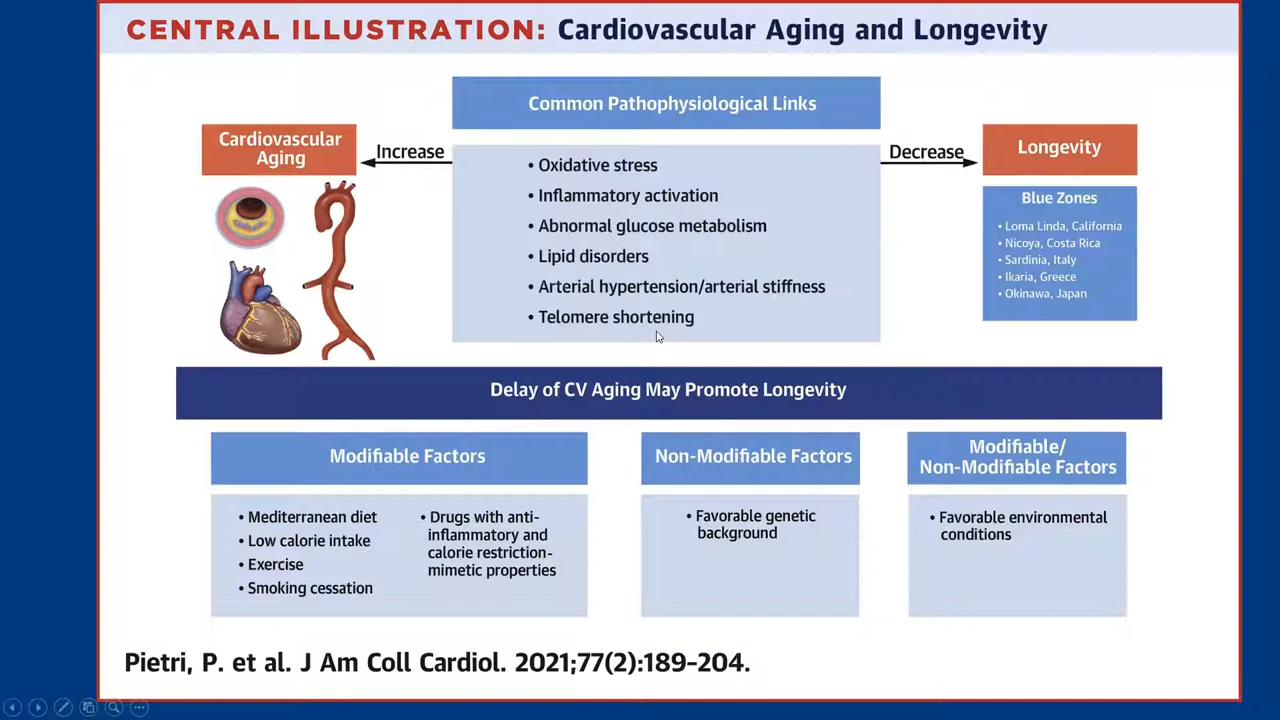 CENTRAL ILLUSTRATION: Cardiovascular Aging and Longevity
Common Pathophysiological Links
Cardiovascular
Aging
Increase
• Oxidative stress
• Inflammatory activation
• Abnormal glucose metabolism
• Lipid disorders
• Arterial hypertension/arterial stiffness
• Telomere shortening
Decrease
Longevity
Blue Zones
• Loma Linda, California
• Nicoya, Costa Rica
• Sardinia, Italy
• Ikaria, Greece
• Okinawa, Japan
Delay of CV Aging May Promote Longevity
Modifiable Factors
• Mediterranean diet
• Low calorie intake
• Exercise
• Smoking cessation
• Drugs with anti-
inflammatory and
calorie restriction-
mimetic properties
Non-Modifiable Factors
• Favorable genetic
background
Modifiable/
Non-Modifiable Factors
• Favorable environmental
conditions
Pietri, P. et al. J Am Coll Cardiol. 2021;77(2):189–204.